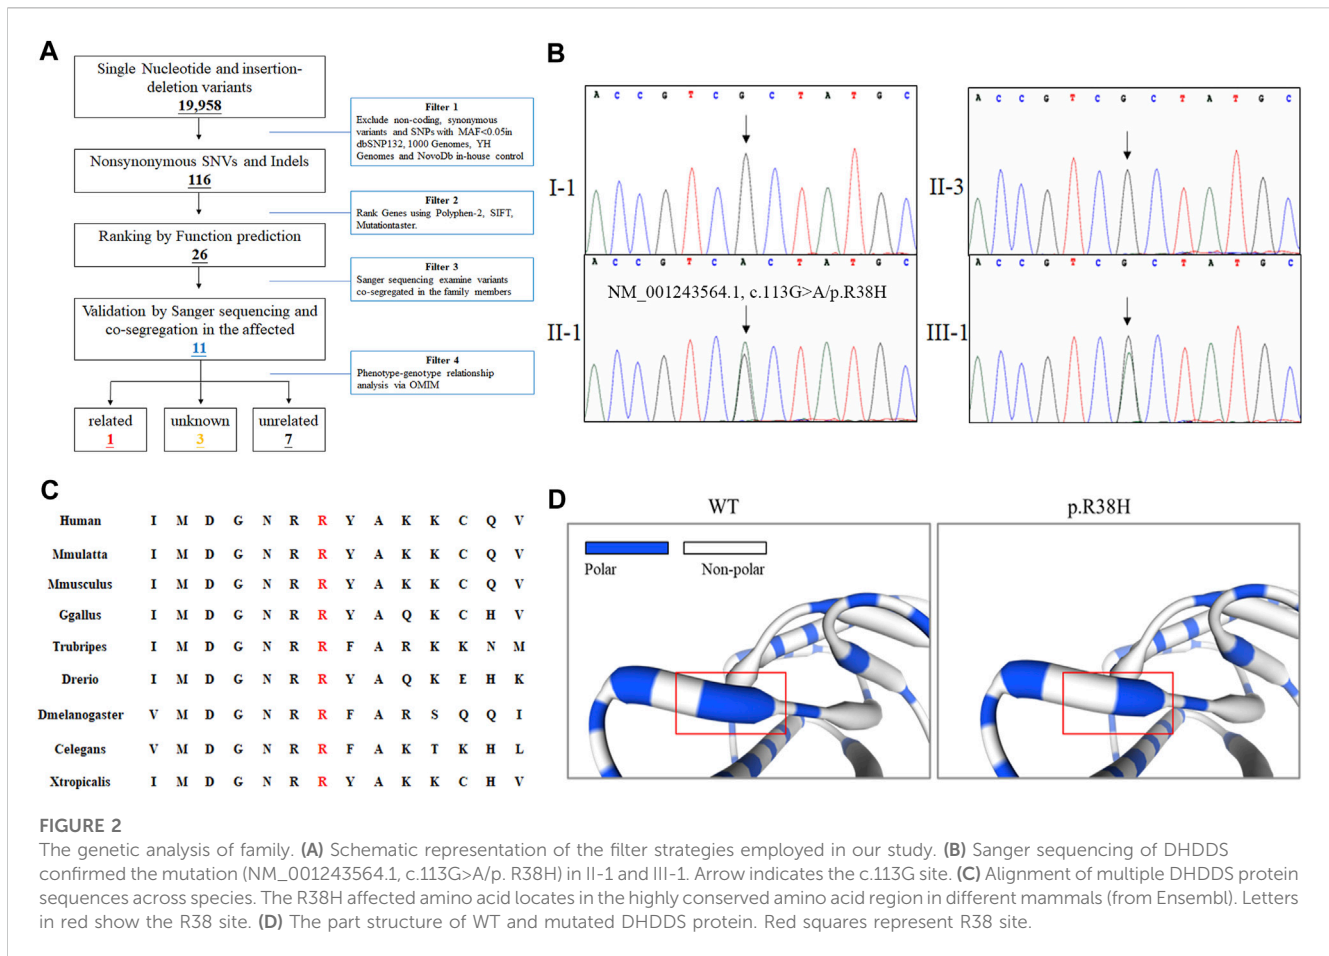 A
Single Nucleotide and insertion-
deletion variants
19,958
Filter 1
Exclude non-coding, synonymous
variants and SNPs with MAF<0.05in
dbSNP132, 1000 Genomes, YH
Genomes and NovoDb in-house control
Nonsynonymous SNVs and Indels
116
Filter 2
Rank Genes using Polyphen-2, SIFT,
Mutationtaster.
Ranking by Function prediction
26
Filter 3
Sanger sequencing examine variants
co-segregated in the family members
Validation by Sanger sequencing and
co-segregation in the affected
11
Filter 4
Phenotype-genotype relationship
analysis via OMIM
related
1
unknown
3
unrelated
7
B
A C C G T C G C T A T G C
I-1
A C C G T C G C T A T G C
II-3
A C C G T C A C T A T G C
NM_001243564.1, c.113G>A/p.R38H
II-1
A C C G T C G C T A T G C
III-1
C
Human I M D G N R R Y A K K C Q V
Mmulatta I M D G N R R Y A K K C Q V
Mmusculus I M D G N R R Y A K K C Q V
Ggallus I M D G N R R Y A Q K C H V
Trubripes I M D G N R R F A R K K N M
Drerio I M D G N R R Y A Q K E H K
Dmelanogaster V M D G N R R F A R S Q Q I
Celegans V M D G N R R F A K T K H L
Xtropicalis I M D G N R R Y A K K C H V
D
WT
Polar
Non-polar
p.R38H
FIGURE 2
The genetic analysis of family. (A) Schematic representation of the filter strategies employed in our study. (B) Sanger sequencing of DHDDS
confirmed the mutation (NM_001243564.1, c.113G>A/p. R38H) in II-1 and III-1. Arrow indicates the c.113G site. (C) Alignment of multiple DHDDS protein
sequences across species. The R38H affected amino acid locates in the highly conserved amino acid region in different mammals (from Ensembl). Letters
in red show the R38 site. (D) The part structure of WT and mutated DHDDS protein. Red squares represent R38 site.